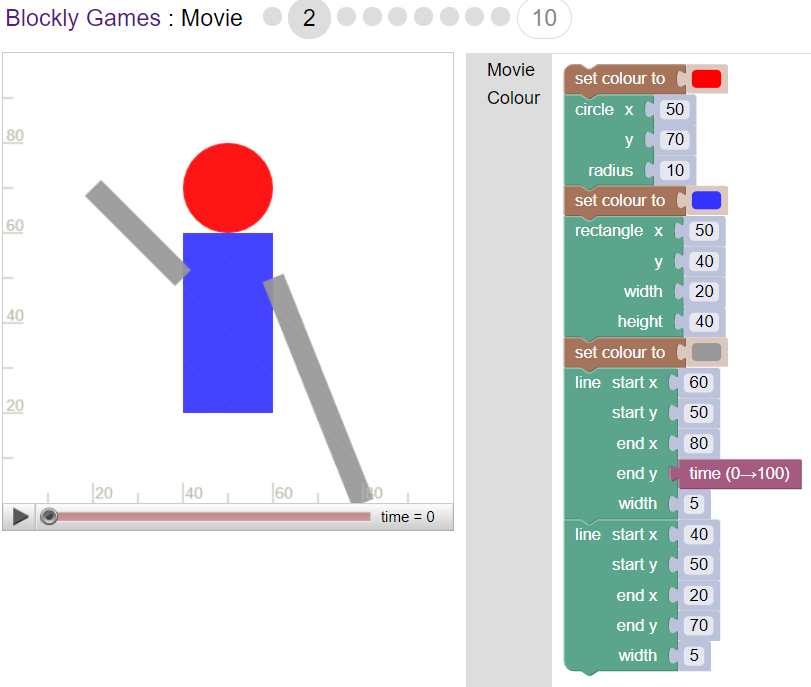 Blockly Games : Movie 2 10
Movie
Colour
80
60
40
20
20 40 60 80
time = 0
set colour to
circle x 50
y 70
radius 10
set colour to
rectangle x 50
y 40
width 20
height 40
set colour to
line start x 60
start y 50
end x 80
end y time (0→100)
width 5
line start x 40
start y 50
end x 20
end y 70
width 5